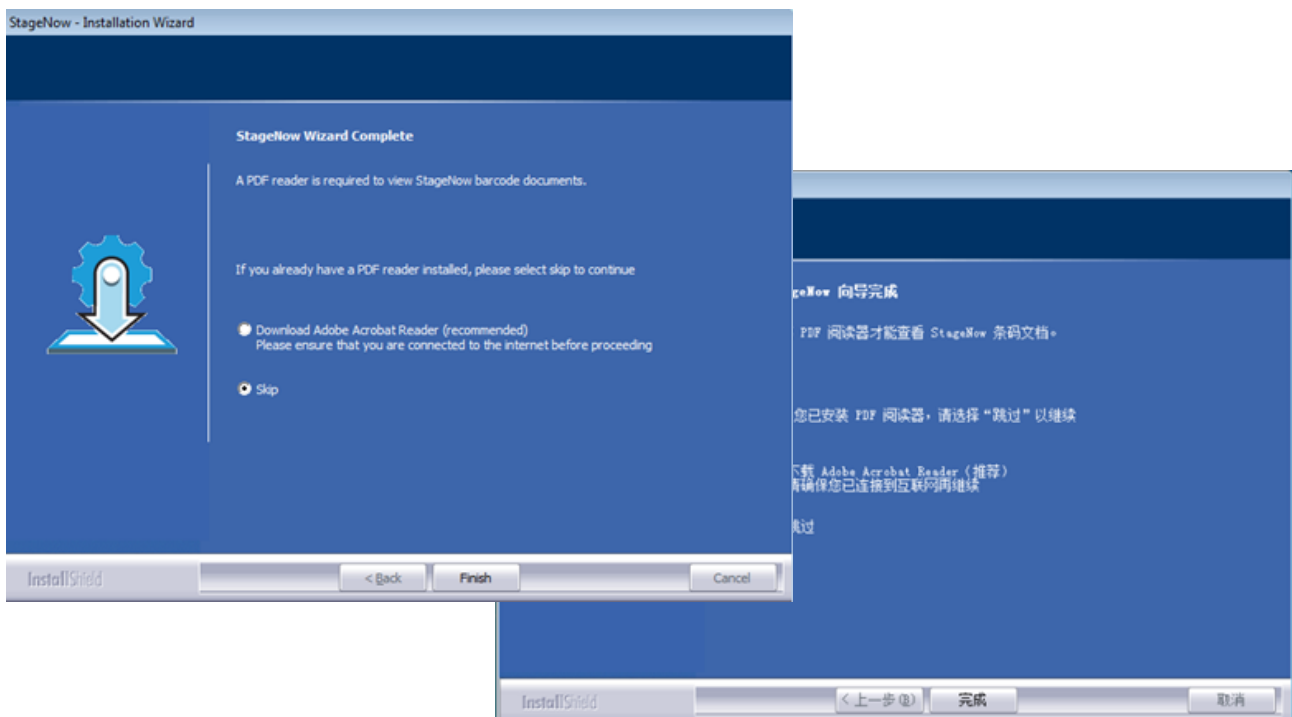 StageNow - Installation Wizard
StageNow Wizard Complete
A PDF reader is required to view StageNow barcode documents.
If you already have a PDF reader installed, please select skip to continue
Download Adobe Acrobat Reader (recommended)
Please ensure that you are connected to the internet before proceeding
Skip
InstallShield
< Back
Finish
Cancel
向导完成
PDF 阅读器才能查看 StageNow 条码文档。
您已安装 PDF 阅读器，请选择“跳过”以继续
下载 Adobe Acrobat Reader（推荐）
请确保您已连接到互联网再继续
跳过
InstallShield
< 上一步(B)
完成
取消